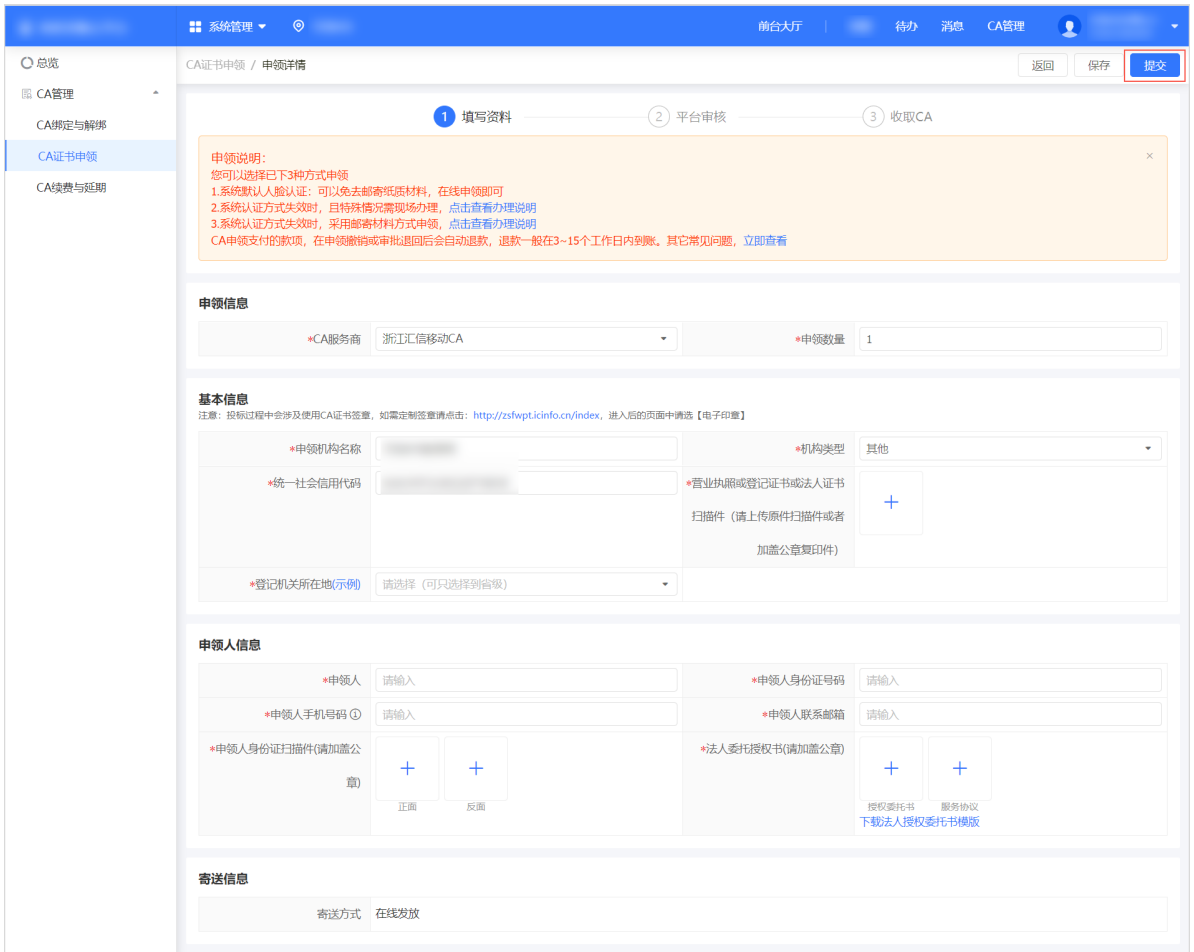 系统管理
前台大厅
待办
消息
CA管理
总览
CA管理
CA绑定与解绑
CA证书申领
CA续费与延期
CA证书申领 / 申领详情
返回
保存
提交
1 填写资料
2 平台审核
3 收取CA
申领说明：
您可以选择已下3种方式申领
1.系统默认人脸认证：可以免去邮寄纸质材料，在线申领即可
2.系统认证方式失效时，且特殊情况需现场办理，点击查看办理说明
3.系统认证方式失效时，采用邮寄材料方式申领，点击查看办理说明
CA申领支付的款项，在申领撤销或审批退回后会自动退款，退款一般在3~15个工作日内到账。其它常见问题，立即查看
申领信息
*CA服务商
浙江汇信移动CA
*申领数量
1
基本信息
注意：投标过程中会涉及使用CA证书签章，如需定制签章请点击：http://zsfwpt.icinfo.cn/index，进入后的页面中请选【电子印章】
*申领机构名称
*机构类型
其他
*统一社会信用代码
*营业执照或登记证书或法人证书
扫描件（请上传原件扫描件或者
加盖公章复印件）
*登记机关所在地(示例)
请选择（可只选择到省级）
申领人信息
*申领人
请输入
*申领人身份证号码
请输入
*申领人手机号码
请输入
*申领人联系邮箱
请输入
*申领人身份证扫描件(请加盖公
章)
正面
反面
*法人委托授权书(请加盖公章)
授权委托书
服务协议
下载法人授权委托书模版
寄送信息
寄送方式
在线发放